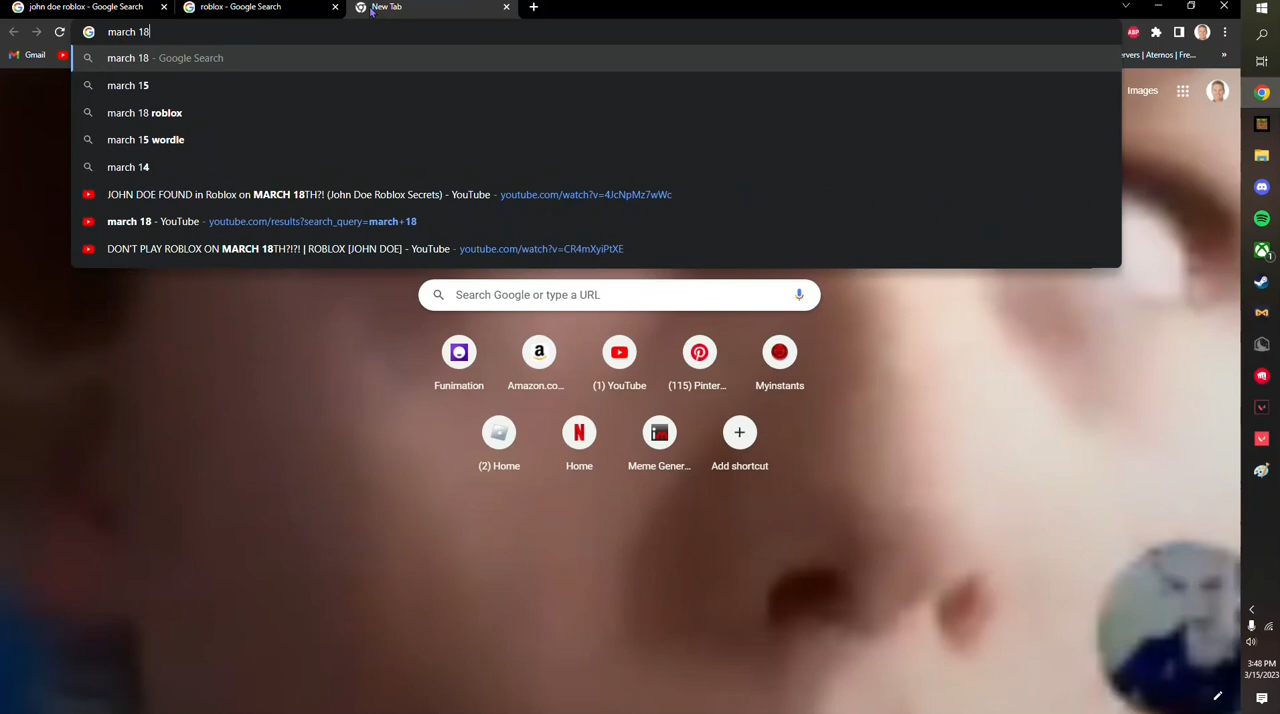 john doe roblox - Google Search
roblox - Google Search
New Tab
march 18
ABP
Gmail
ervers | Aternos | Fre...
»
march 18 - Google Search
march 15
march 18 roblox
march 15 wordle
march 14
JOHN DOE FOUND in Roblox on MARCH 18TH?! (John Doe Roblox Secrets) - YouTube - youtube.com/watch?v=4JcNpMz7wWc
march 18 - YouTube - youtube.com/results?search_query=march+18
DON'T PLAY ROBLOX ON MARCH 18TH?!?! | ROBLOX [JOHN DOE] - YouTube - youtube.com/watch?v=CR4mXyiPtXE
Images
Search Google or type a URL
Funimation
Amazon.co...
(1) YouTube
(115) Pinter...
Myinstants
(2) Home
Home
Meme Gener...
Add shortcut
3:48 PM
3/15/2023